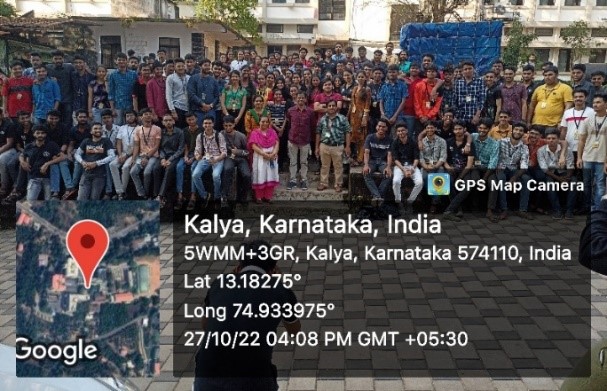 GPS Map Camera
Kalya, Karnataka, India
5WMM+3GR, Kalya, Karnataka 574110, India
Lat 13.18275°
Long 74.933975°
27/10/22 04:08 PM GMT +05:30
Google